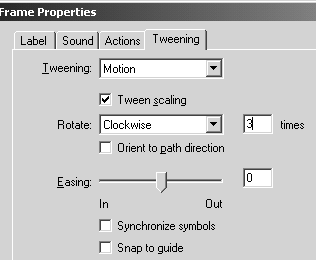 Frame Properties
Label Sound Actions Tweening
Tweening: Motion
Tween scaling
Rotate: Clockwise 3 times
Orient to path direction
Easing: 0
In Out
Synchronize symbols
Snap to guide